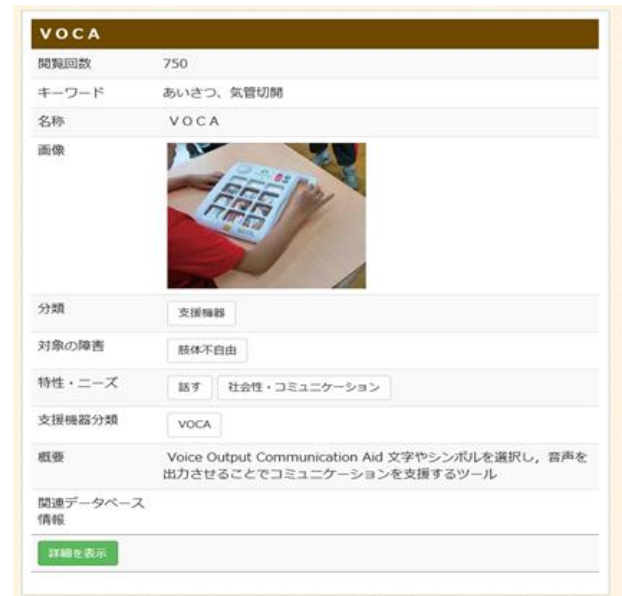 ＶＯＣＡ
閲覧回数 750
キーワード あいさつ、気管切開
名称 ＶＯＣＡ
画像
分類 支援機器
対象の障害 肢体不自由
特性・ニーズ 話す 社会性・コミュニケーション
支援機器分類 VOCA
概要 Voice Output Communication Aid 文字やシンボルを選択し，音声を
出力させることでコミュニケーションを支援するツール
関連データベース
情報
詳細を表示